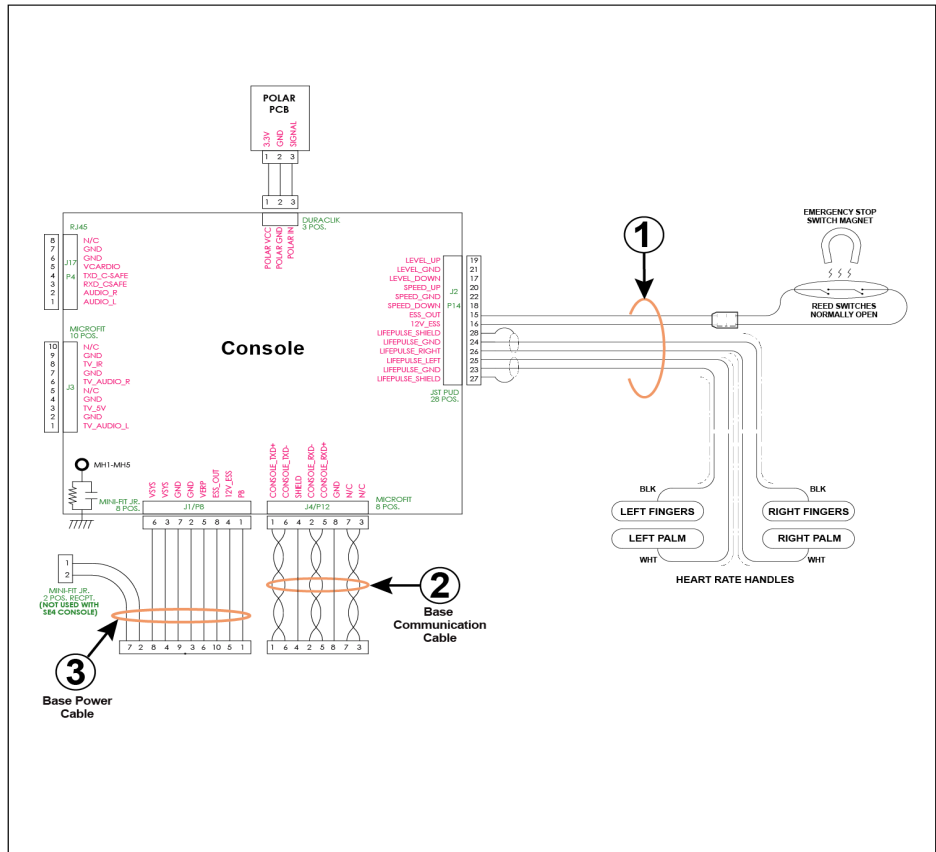 POLAR
PCB
3.3V
GND
SIGNAL
1 2 3
1 2 3
DURACLIK
3 POS.
POLAR VCC
POLAR GND
POLAR IN
RJ45
8 N/C
7 GND
6 GND
5 VCARDIO
4 TXD_C-SAFE
3 RXD_CSAFE
2 AUDIO_R
1 AUDIO_L
J17
P4
MICROFIT
10 POS.
10 N/C
9 GND
8 TV_IR
7 GND
6 TV_AUDIO_R
5 N/C
4 GND
3 TV_5V
2 GND
1 TV_AUDIO_L
J3
Console
LEVEL_UP 19
LEVEL_GND 21
LEVEL_DOWN 17
SPEED_UP 20
SPEED_GND 22
SPEED_DOWN 18
ESS_OUT 15
12V_ESS 16
LIFEPULSE_SHIELD 28
LIFEPULSE_GND 24
LIFEPULSE_RIGHT 26
LIFEPULSE_LEFT 25
LIFEPULSE_GND 23
LIFEPULSE_SHIELD 27
J2
P14
JST PUD
28 POS.
1
EMERGENCY STOP
SWITCH MAGNET
REED SWITCHES
NORMALLY OPEN
BLK
LEFT FINGERS
LEFT PALM
WHT
BLK
RIGHT FINGERS
RIGHT PALM
WHT
HEART RATE HANDLES
MH1-MH5
MINI-FIT JR.
8 POS.
VSYS
VSYS
GND
GND
VERP
ESS_OUT
12V_ESS
PB
J1/P8
6 3 7 2 5 8 4 1
CONSOLE_TXD+
CONSOLE_TXD-
SHIELD
CONSOLE_RXD-
CONSOLE_RXD+
GND
N/C
N/C
J4/P12
MICROFIT
8 POS.
1 6 4 2 5 8 7 3
1
2
MINI-FIT JR.
2 POS. RECPT.
(NOT USED WITH
SE4 CONSOLE)
7 2 8 4 9 3 6 10 5 1
1 6 4 2 5 8 7 3
2
Base
Communication
Cable
3
Base Power
Cable